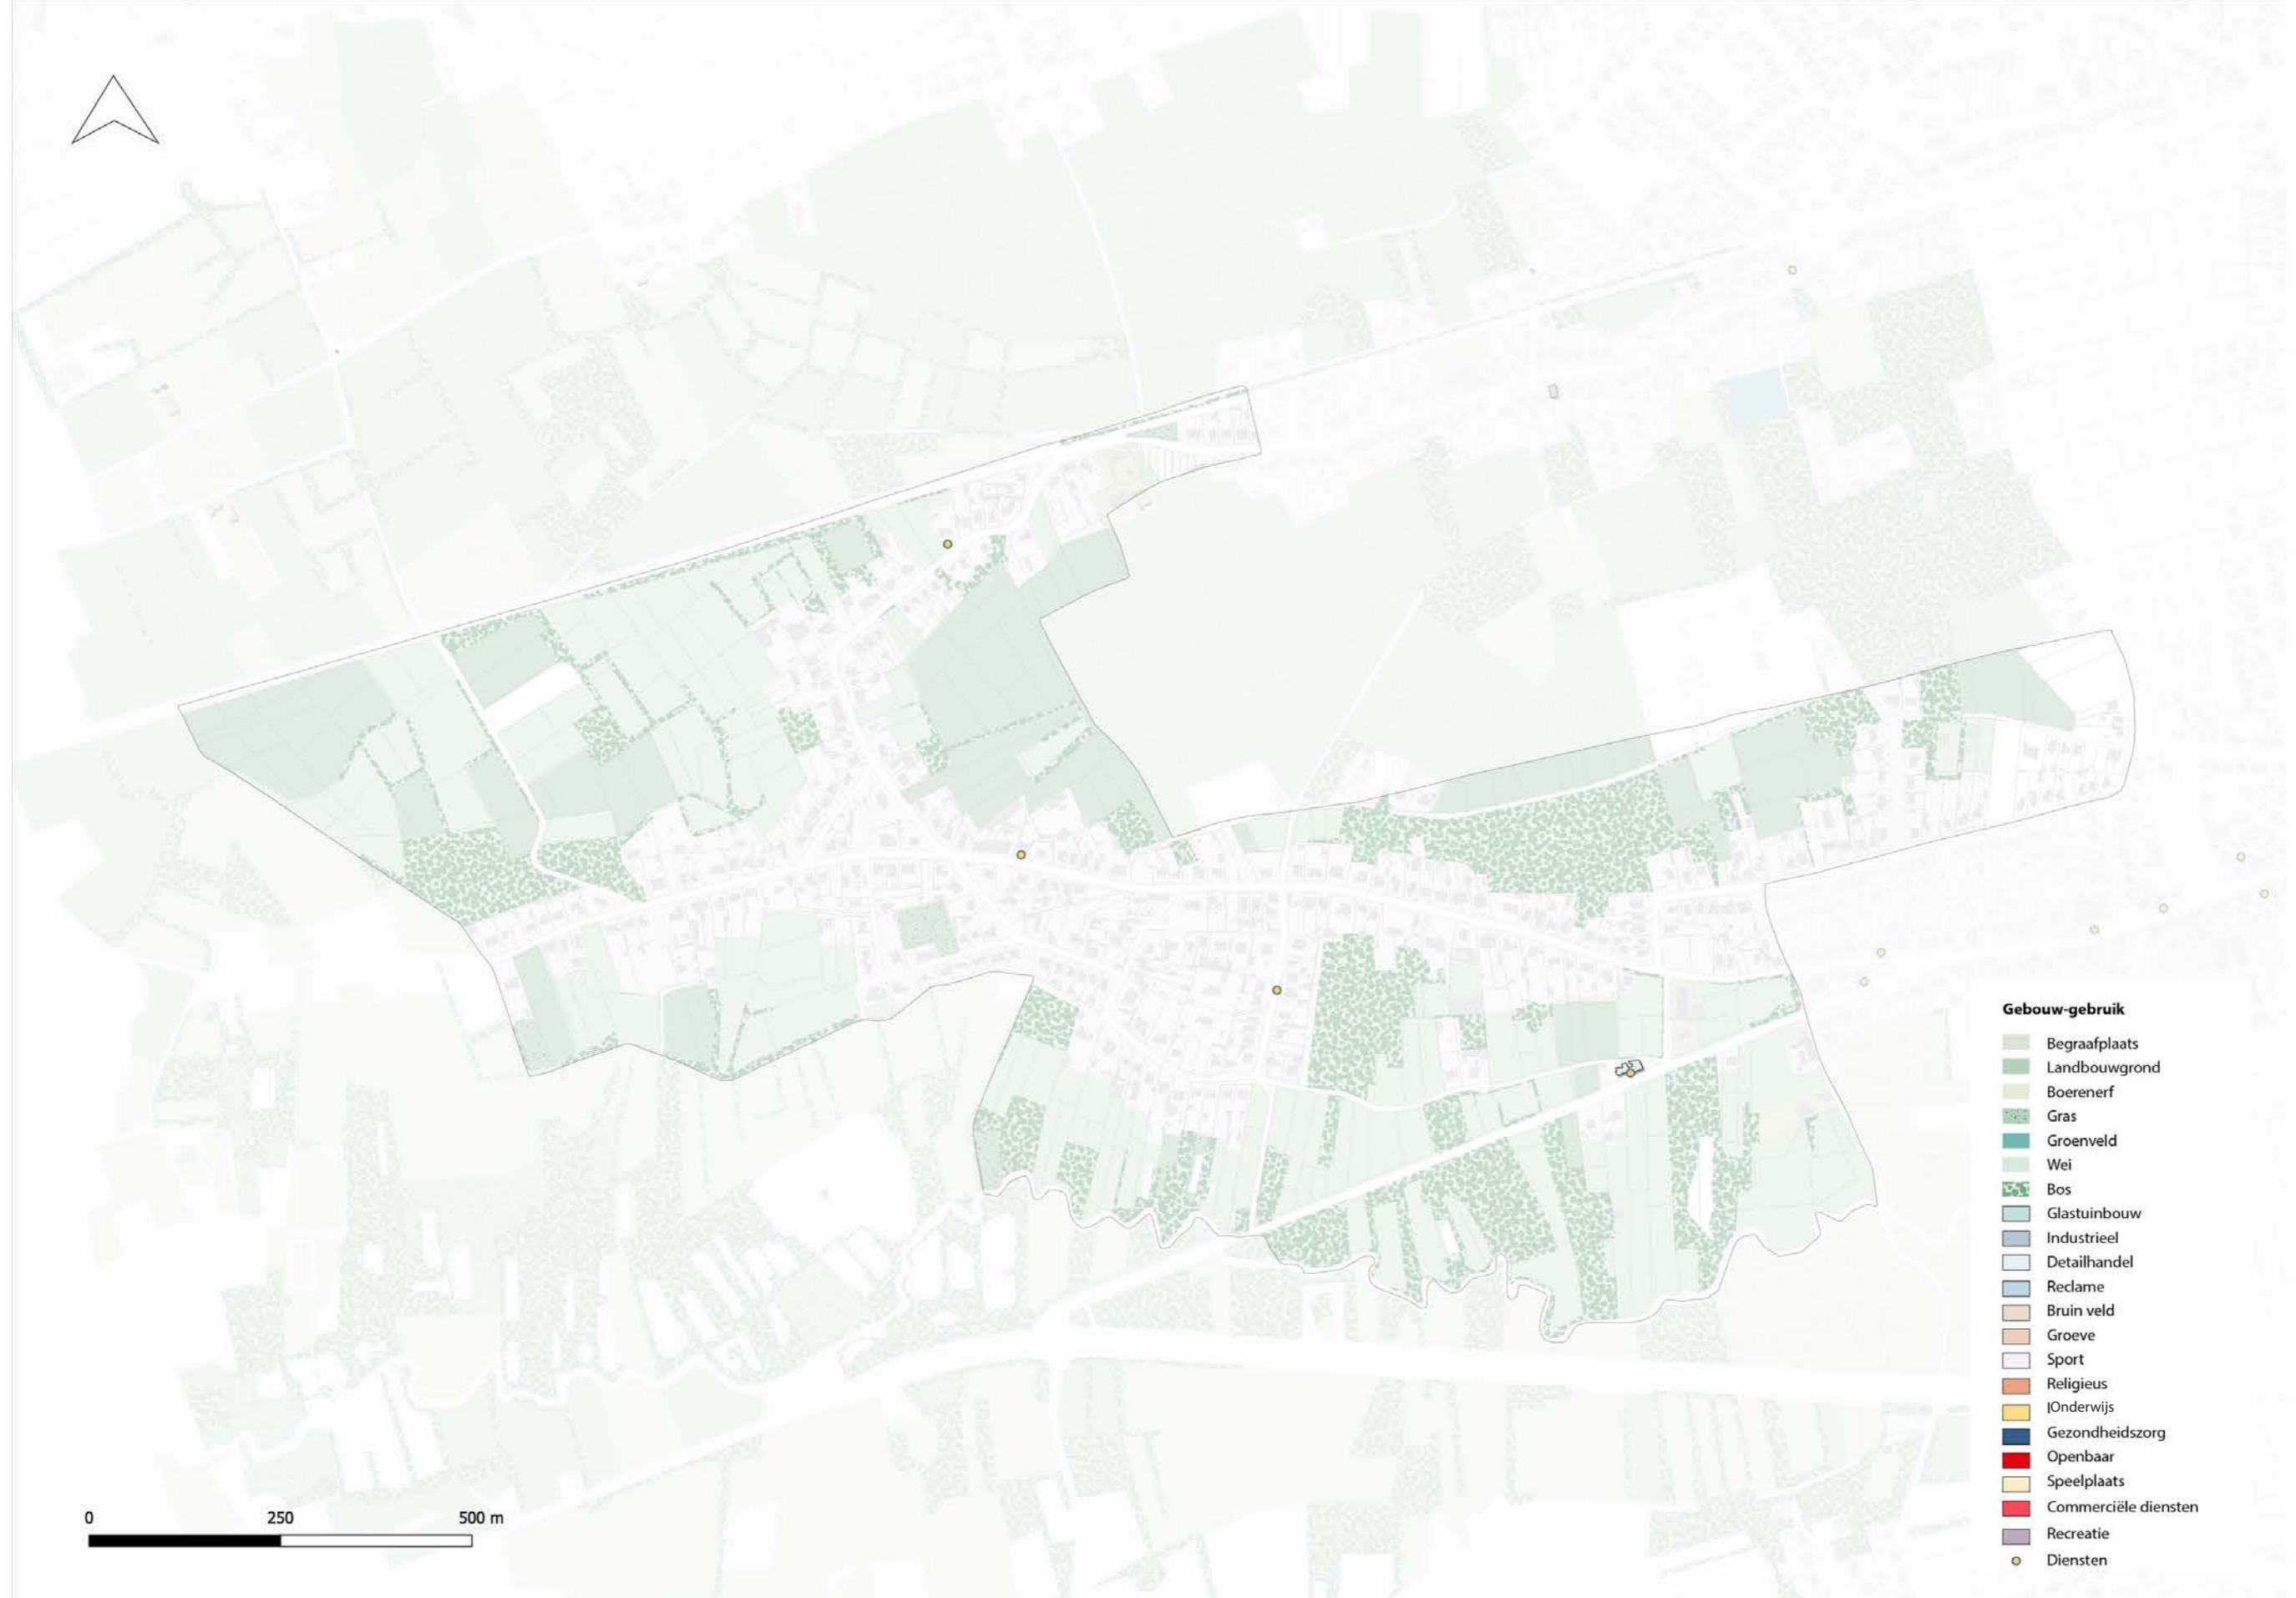 Gebouw-gebruik
Begraafplaats
Landbouwgrond
Boerenerf
Gras
Groenveld
Wei
Bos
Glastuinbouw
Industrieel
Detailhandel
Reclame
Bruin veld
Groeve
Sport
Religieus
|Onderwijs
Gezondheidszorg
Openbaar
Speelplaats
Commerciële diensten
Recreatie
Diensten
0 250 500 m